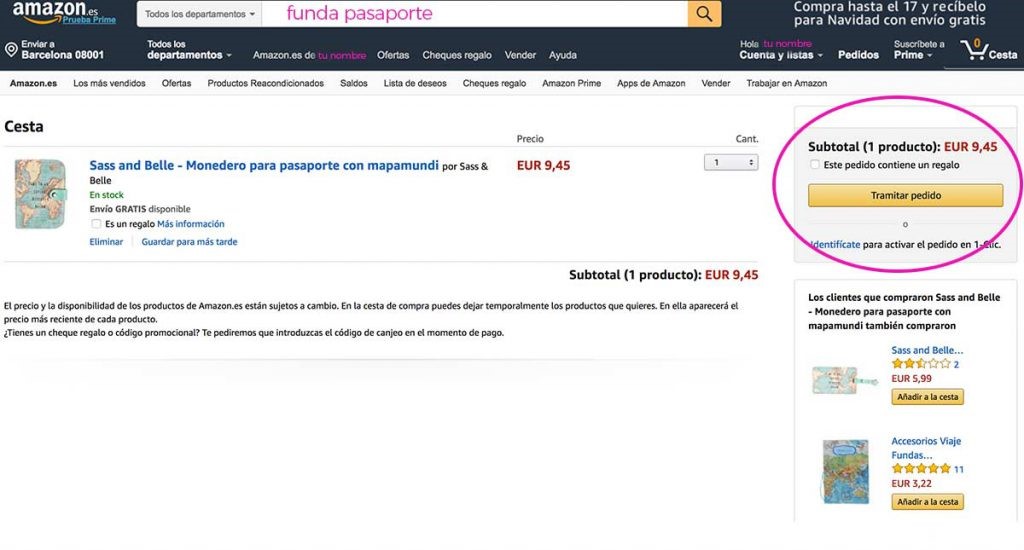 amazon.es
Prueba Prime
Todos los departamentos
funda pasaporte
Compra hasta el 17 y recíbelo
para Navidad con envío gratis
Enviar a
Barcelona 08001
Todos los
departamentos
Amazon.es de tu nombre
Ofertas
Cheques regalo
Vender
Ayuda
Hola tu nombre
Cuenta y listas
Pedidos
Suscríbete a
Prime
0
Cesta
Amazon.es
Los más vendidos
Ofertas
Productos Reacondicionados
Saldos
Lista de deseos
Cheques regalo
Amazon Prime
Apps de Amazon
Vender
Trabajar en Amazon
Cesta
Precio
Cant.
Sass and Belle - Monedero para pasaporte con mapamundi por Sass &
Belle
EUR 9,45
1
En stock
Envío GRATIS disponible
Es un regalo Más información
Eliminar
Guardar para más tarde
Subtotal (1 producto): EUR 9,45
El precio y la disponibilidad de los productos de Amazon.es están sujetos a cambio. En la cesta de compra puedes dejar temporalmente los productos que quieres. En ella aparecerá el
precio más reciente de cada producto.
¿Tienes un cheque regalo o código promocional? Te pediremos que introduzcas el código de canjeo en el momento de pago.
Subtotal (1 producto): EUR 9,45
Este pedido contiene un regalo
Tramitar pedido
o
Identifícate para activar el pedido en 1-Clic.
Los clientes que compraron Sass and Belle
- Monedero para pasaporte con
mapamundi también compraron
Sass and Belle...
2
EUR 5,99
Añadir a la cesta
Accesorios Viaje
Fundas...
11
EUR 3,22
Añadir a la cesta